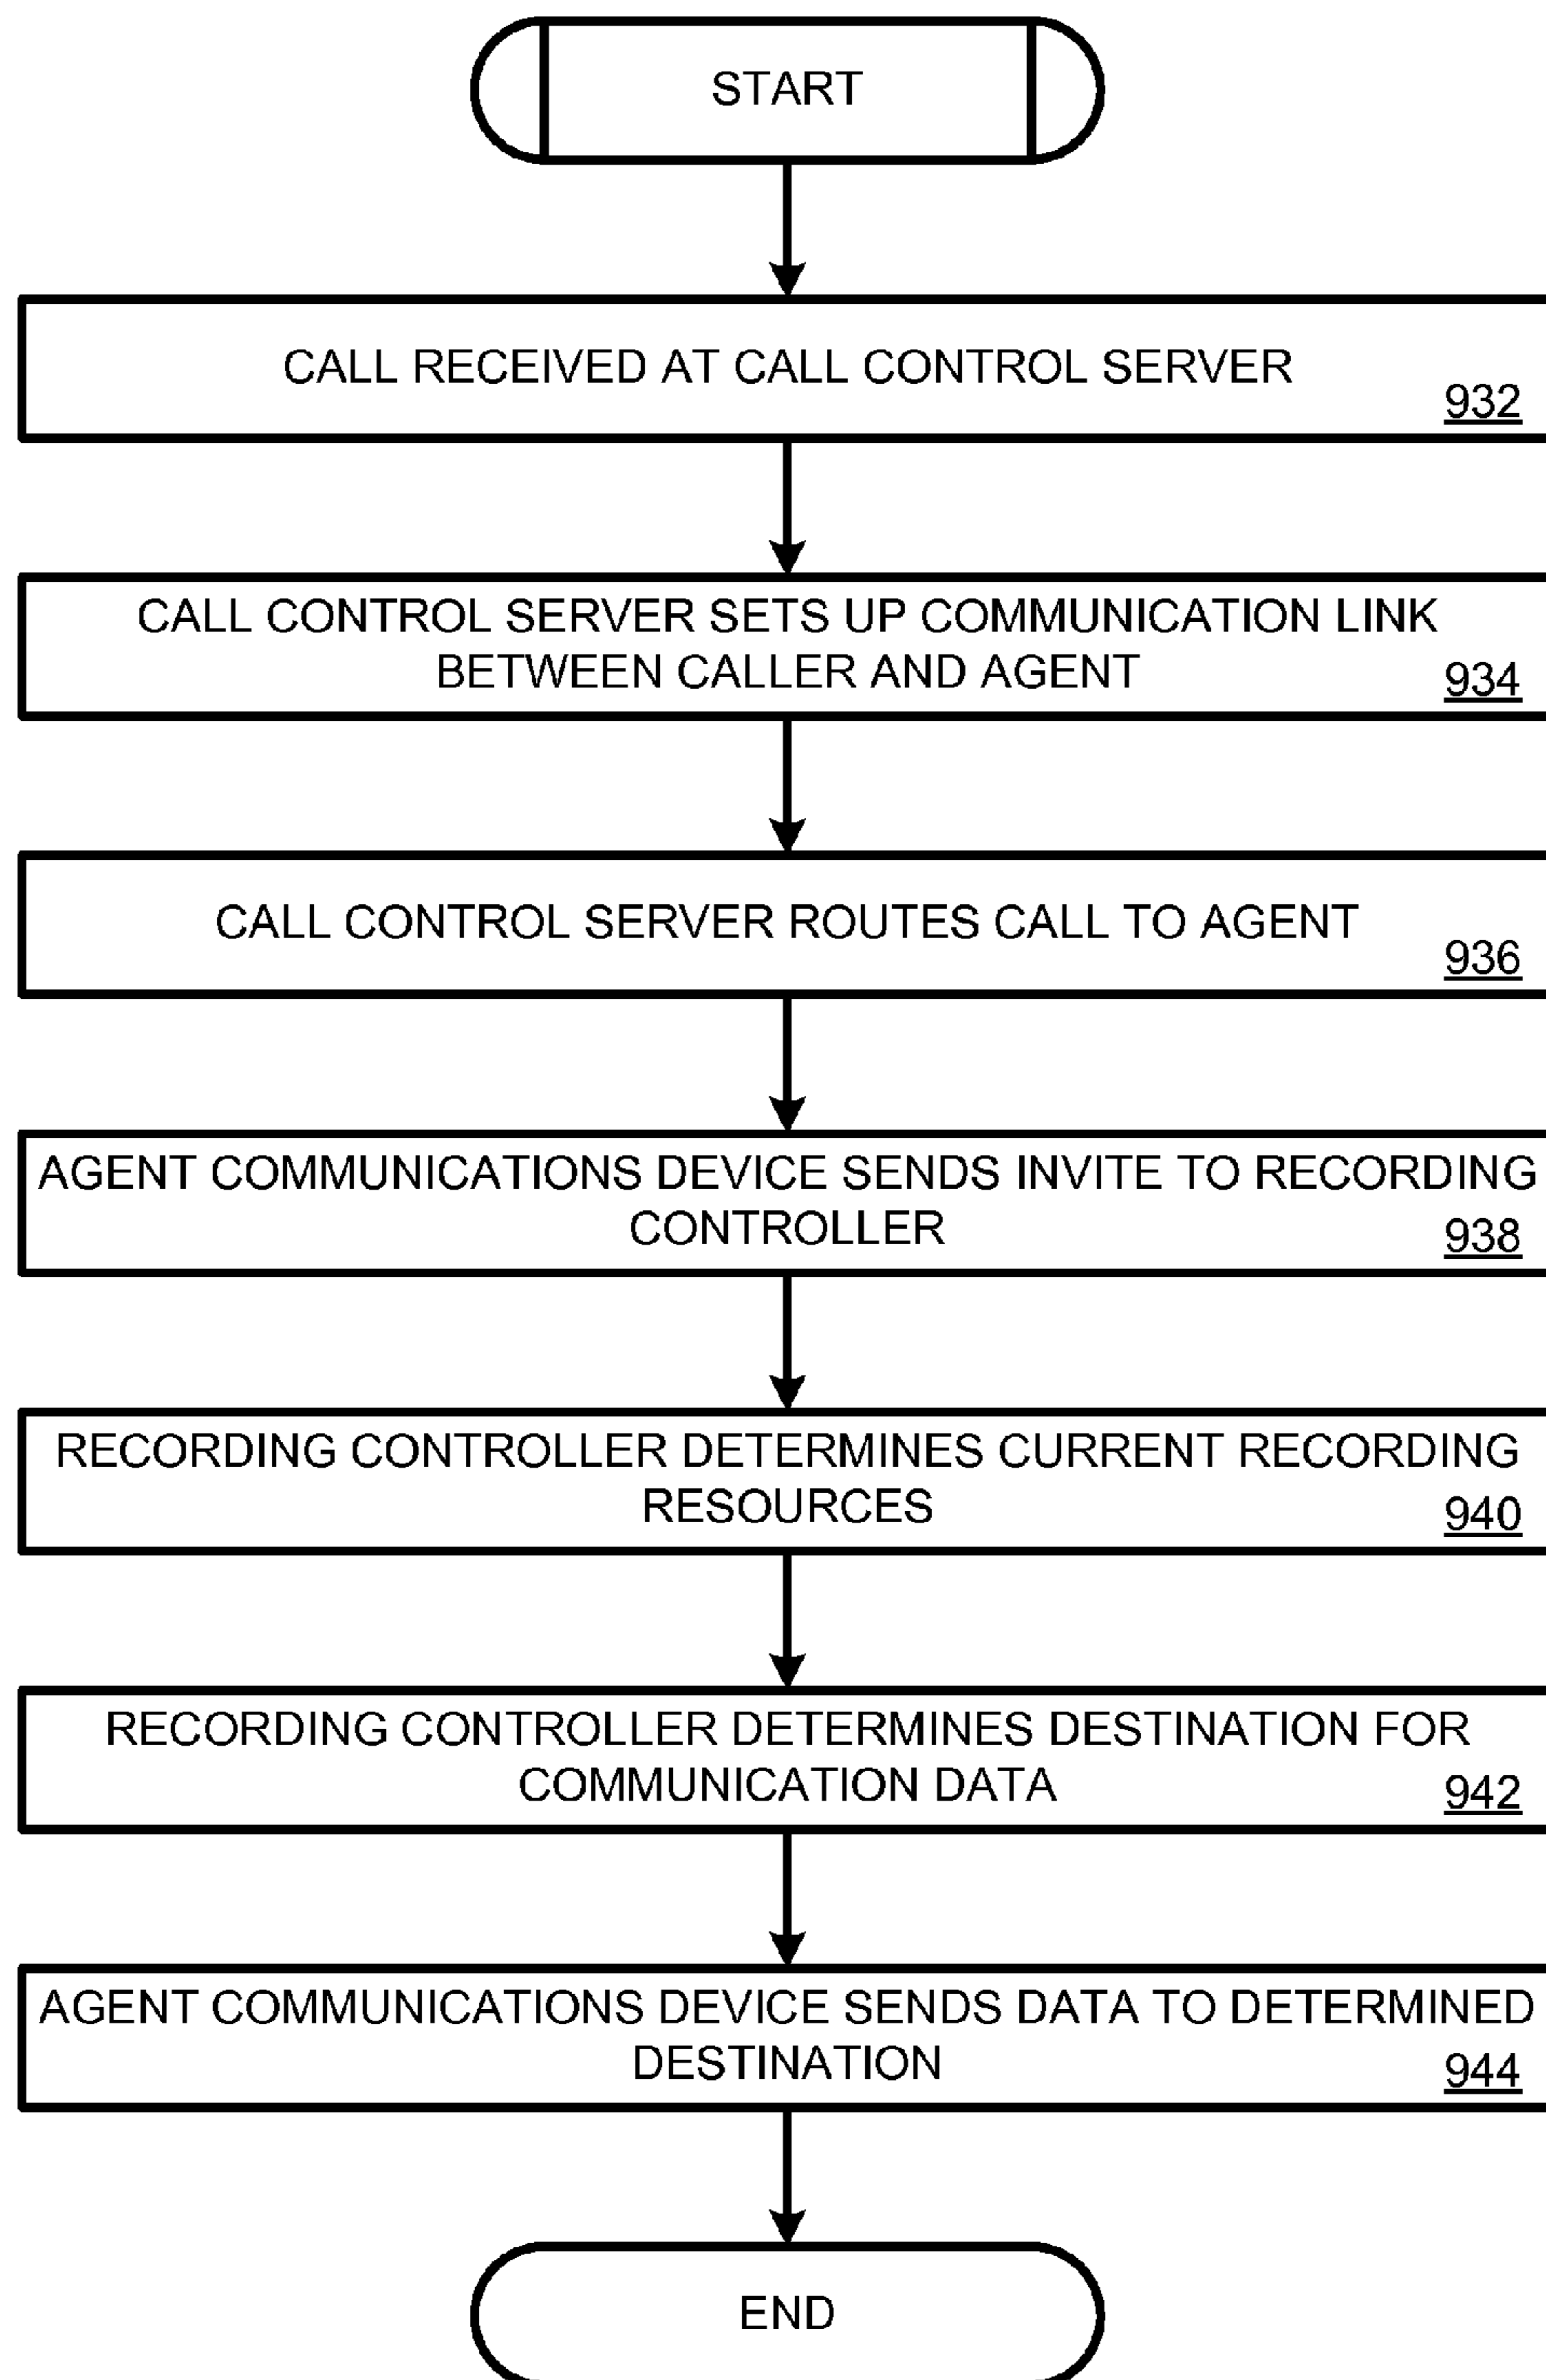 START
CALL RECEIVED AT CALL CONTROL SERVER
932
CALL CONTROL SERVER SETS UP COMMUNICATION LINK
BETWEEN CALLER AND AGENT
934
CALL CONTROL SERVER ROUTES CALL TO AGENT
936
AGENT COMMUNICATIONS DEVICE SENDS INVITE TO RECORDING
CONTROLLER
938
RECORDING CONTROLLER DETERMINES CURRENT RECORDING
RESOURCES
940
RECORDING CONTROLLER DETERMINES DESTINATION FOR
COMMUNICATION DATA
942
AGENT COMMUNICATIONS DEVICE SENDS DATA TO DETERMINED
DESTINATION
944
END